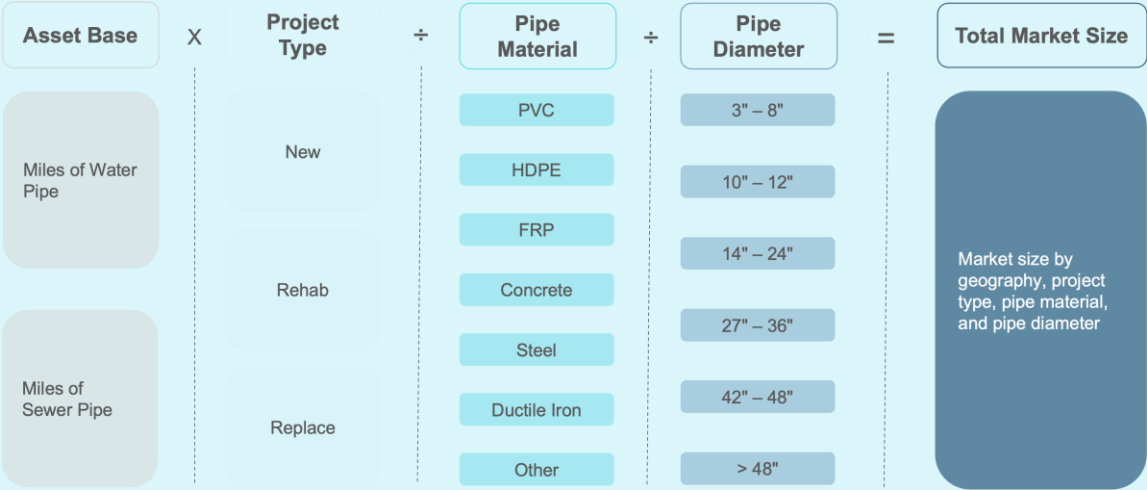 Asset Base
X
Project
Type
÷
Pipe
Material
÷
Pipe
Diameter
=
Total Market Size
Miles of Water
Pipe
Miles of
Sewer Pipe
New
Rehab
Replace
PVC
HDPE
FRP
Concrete
Steel
Ductile Iron
Other
3" – 8"
10" – 12"
14" – 24"
27" – 36"
42" – 48"
> 48"
Market size by
geography, project
type, pipe material,
and pipe diameter